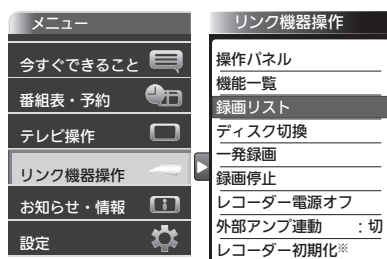 メニュー
今すぐできること
番組表・予約
テレビ操作
リンク機器操作
お知らせ・情報
設定
リンク機器操作
操作パネル
機能一覧
録画リスト
ディスク切換
一発録画
録画停止
レコーダー電源オフ
外部アンプ連動 :切
レコーダー初期化※